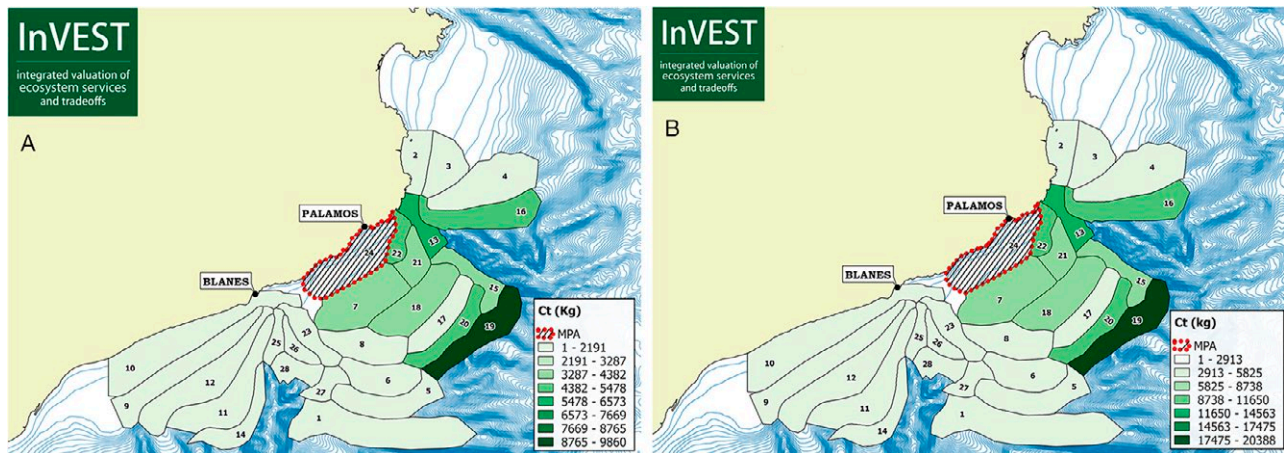 InVEST
integrated valuation of
ecosystem services
and tradeoffs
A
2
3
4
16
PALAMOS
24
13
22
21
BLANES
7
18
15
17
20
19
23
8
25
26
10
28
6
12
5
27
9
11
1
14
Ct (Kg)
MPA
1 - 2191
2191 - 3287
3287 - 4382
4382 - 5478
5478 - 6573
6573 - 7669
7669 - 8765
8765 - 9860
InVEST
integrated valuation of
ecosystem services
and tradeoffs
B
2
3
4
16
PALAMOS
24
13
22
21
BLANES
7
18
15
17
20
19
23
8
25
26
10
28
6
12
5
27
9
11
1
14
Ct (kg)
MPA
1 - 2913
2913 - 5825
5825 - 8738
8738 - 11650
11650 - 14563
14563 - 17475
17475 - 20388